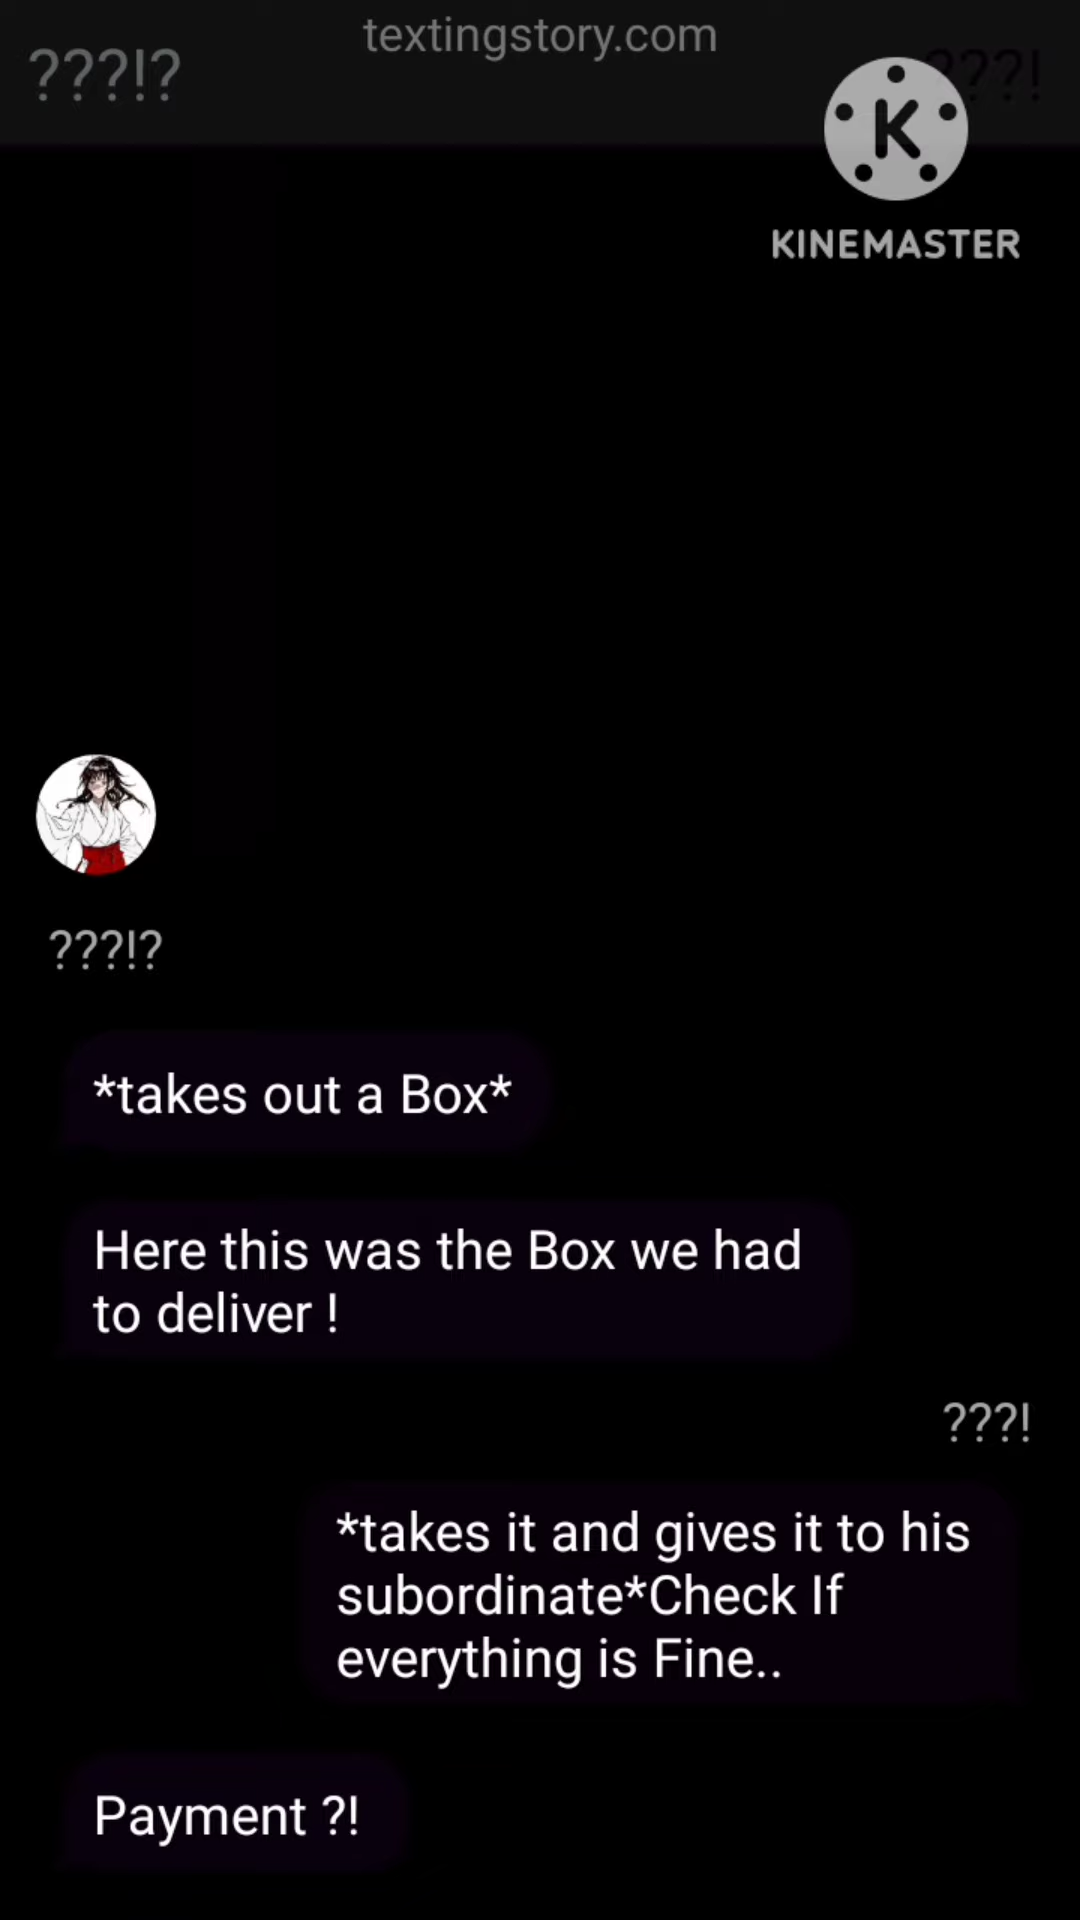 textingstory.com
???!?
???!
K
KINEMASTER
???!?
*takes out a Box*
Here this was the Box we had
to deliver !
???!
*takes it and gives it to his
subordinate*Check If
everything is Fine..
Payment ?!